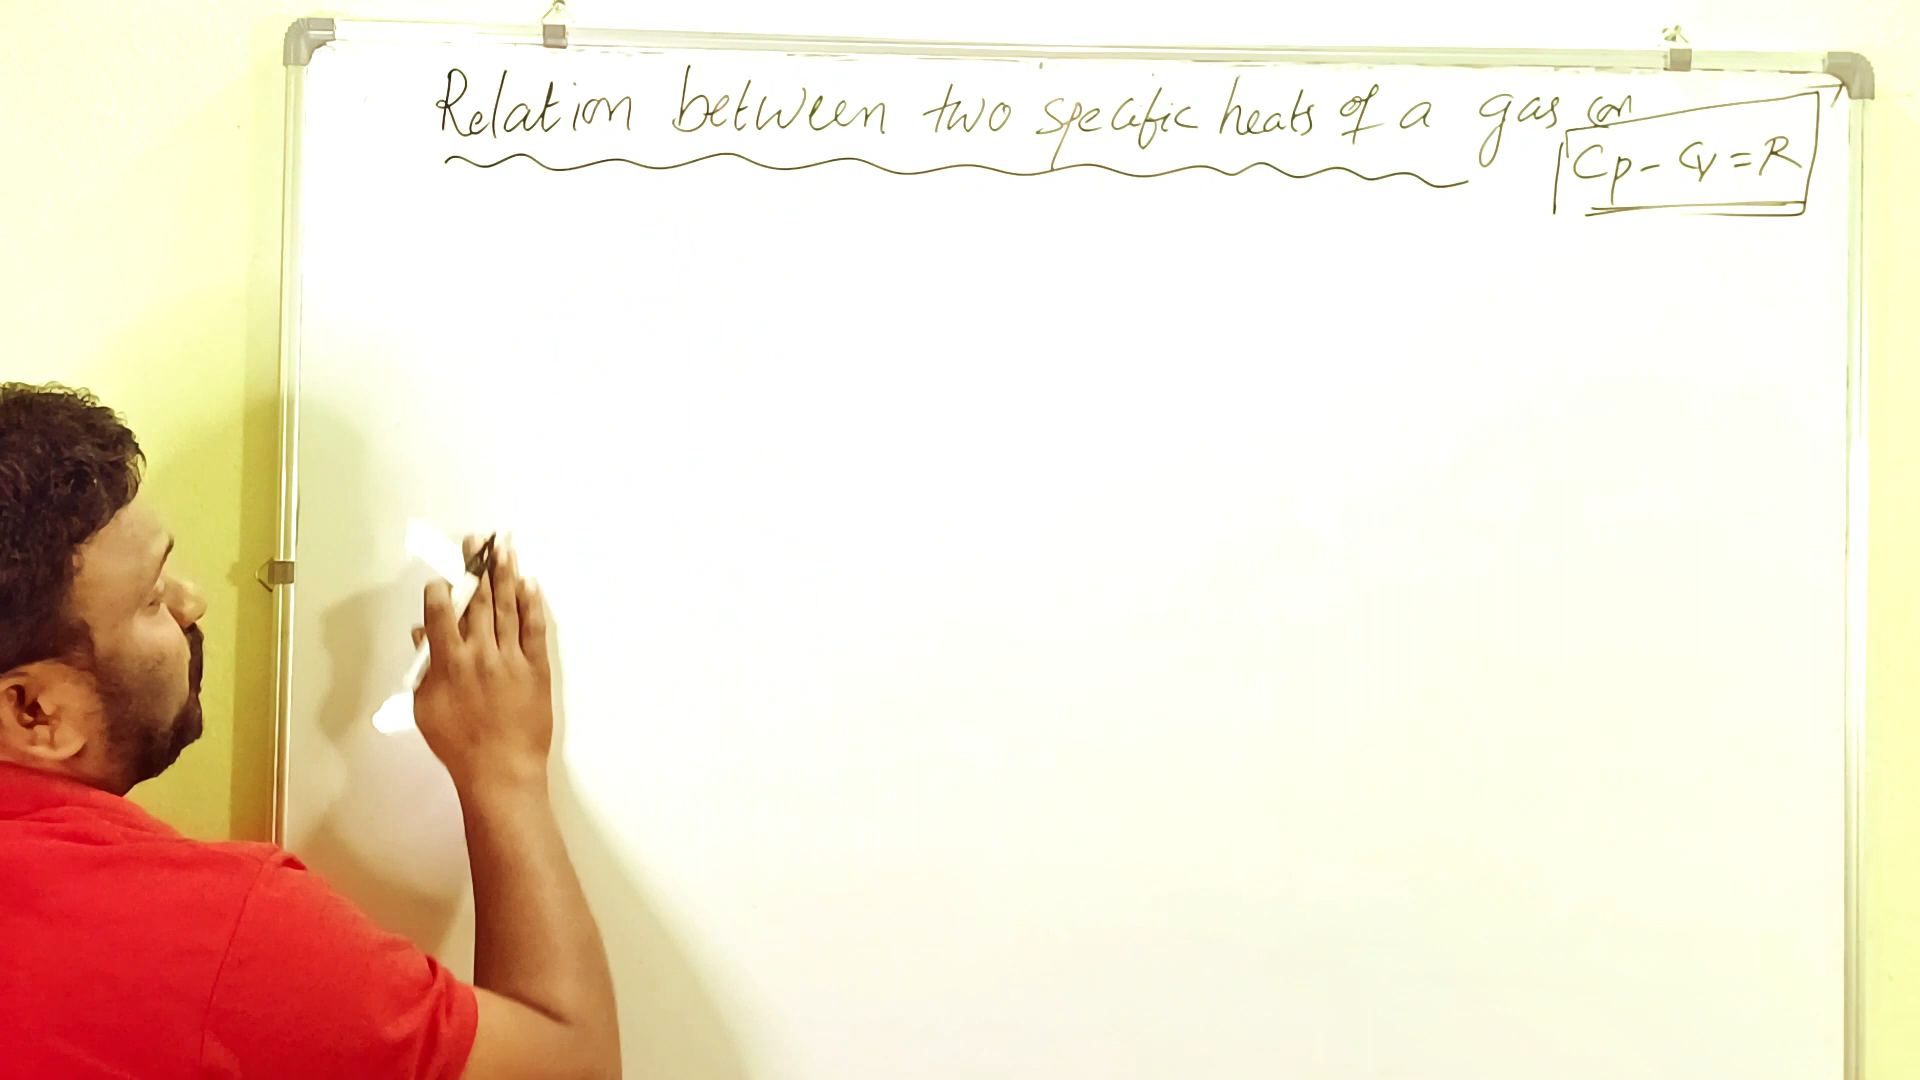 Relation between two specific heats of a gas (or)
Cp - Cv = R